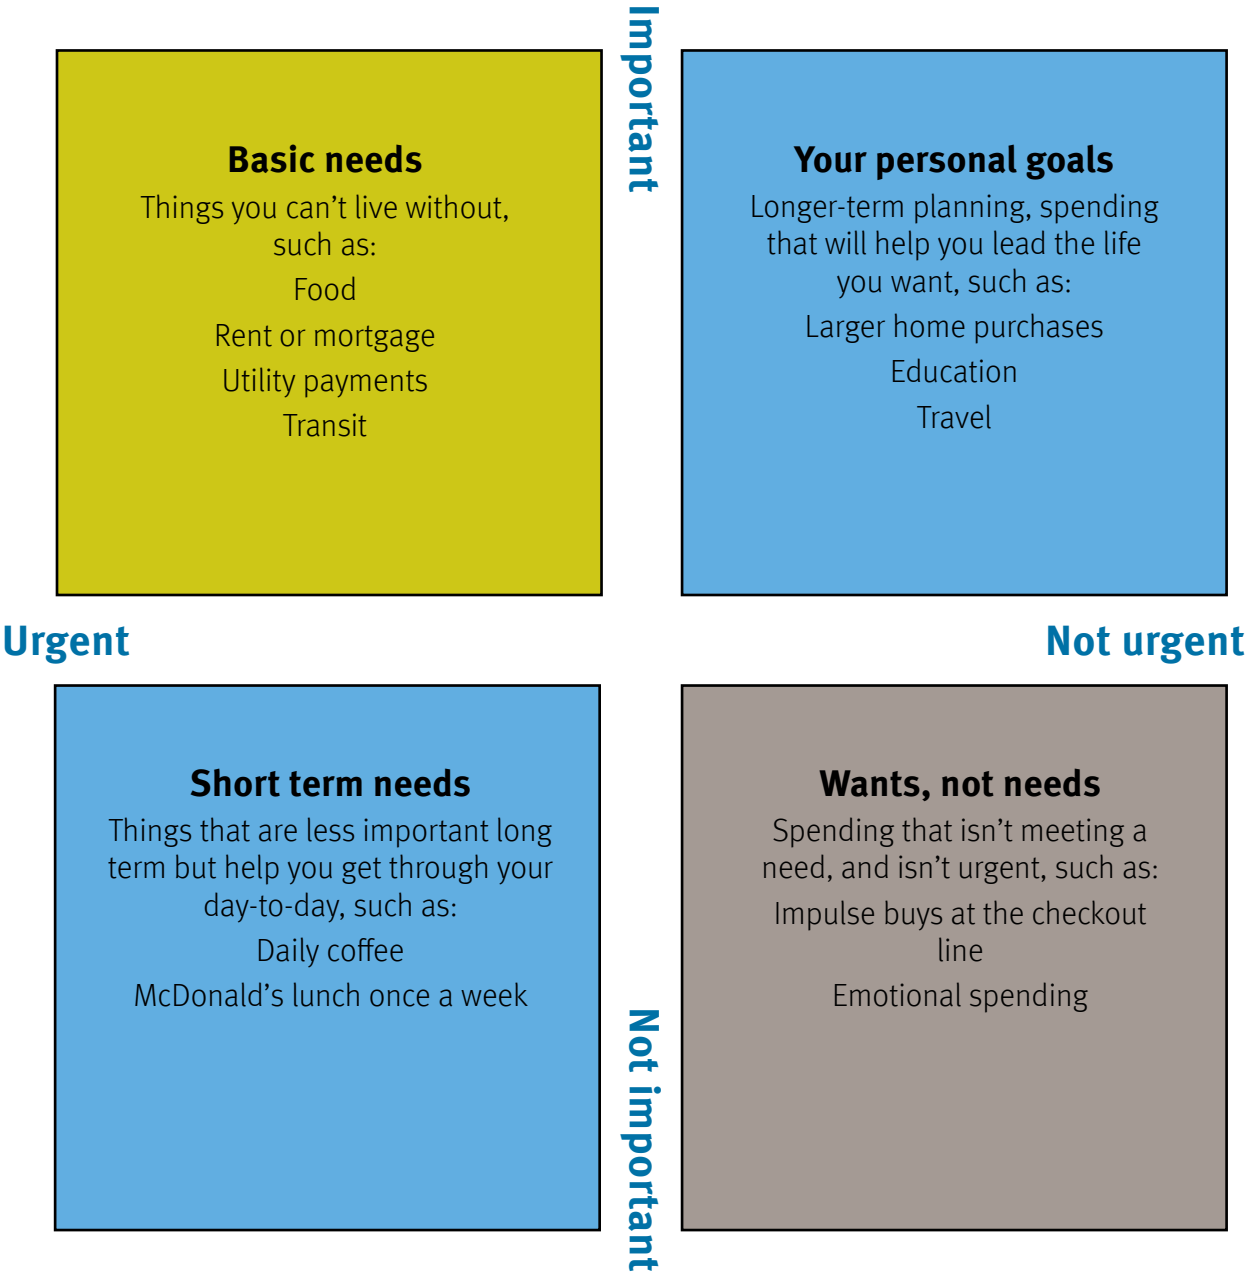 Important
Basic needs
Things you can’t live without,
such as:
Food
Rent or mortgage
Utility payments
Transit
Your personal goals
Longer-term planning, spending
that will help you lead the life
you want, such as:
Larger home purchases
Education
Travel
Urgent
Not urgent
Short term needs
Things that are less important long
term but help you get through your
day-to-day, such as:
Daily coffee
McDonald’s lunch once a week
Wants, not needs
Spending that isn’t meeting a
need, and isn’t urgent, such as:
Impulse buys at the checkout
line
Emotional spending
Not important